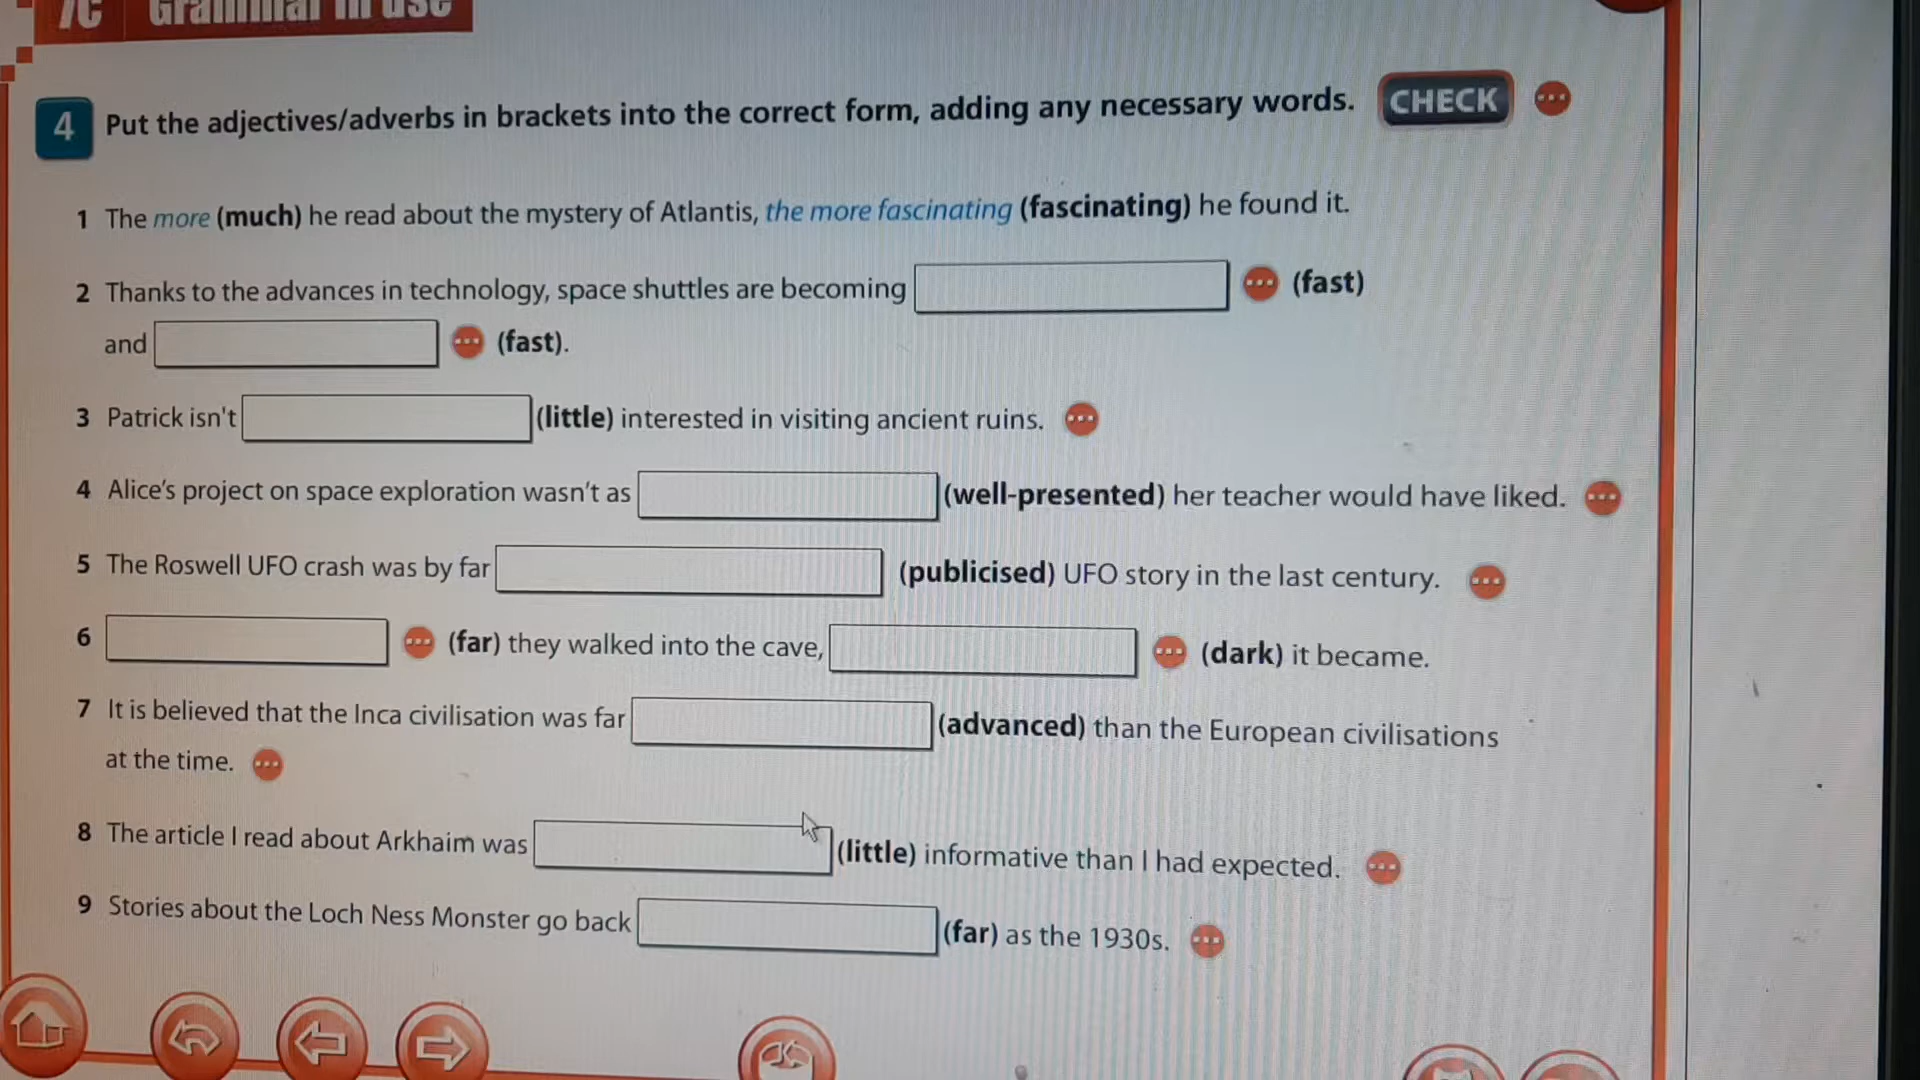 7C Grammar in use
4 Put the adjectives/adverbs in brackets into the correct form, adding any necessary words. CHECK
1 The more (much) he read about the mystery of Atlantis, the more fascinating (fascinating) he found it.
2 Thanks to the advances in technology, space shuttles are becoming (fast)
and (fast).
3 Patrick isn't (little) interested in visiting ancient ruins.
4 Alice's project on space exploration wasn't as (well-presented) her teacher would have liked.
5 The Roswell UFO crash was by far (publicised) UFO story in the last century.
6 (far) they walked into the cave, (dark) it became.
7 It is believed that the Inca civilisation was far (advanced) than the European civilisations
at the time.
8 The article I read about Arkhaim was (little) informative than I had expected.
9 Stories about the Loch Ness Monster go back (far) as the 1930s.